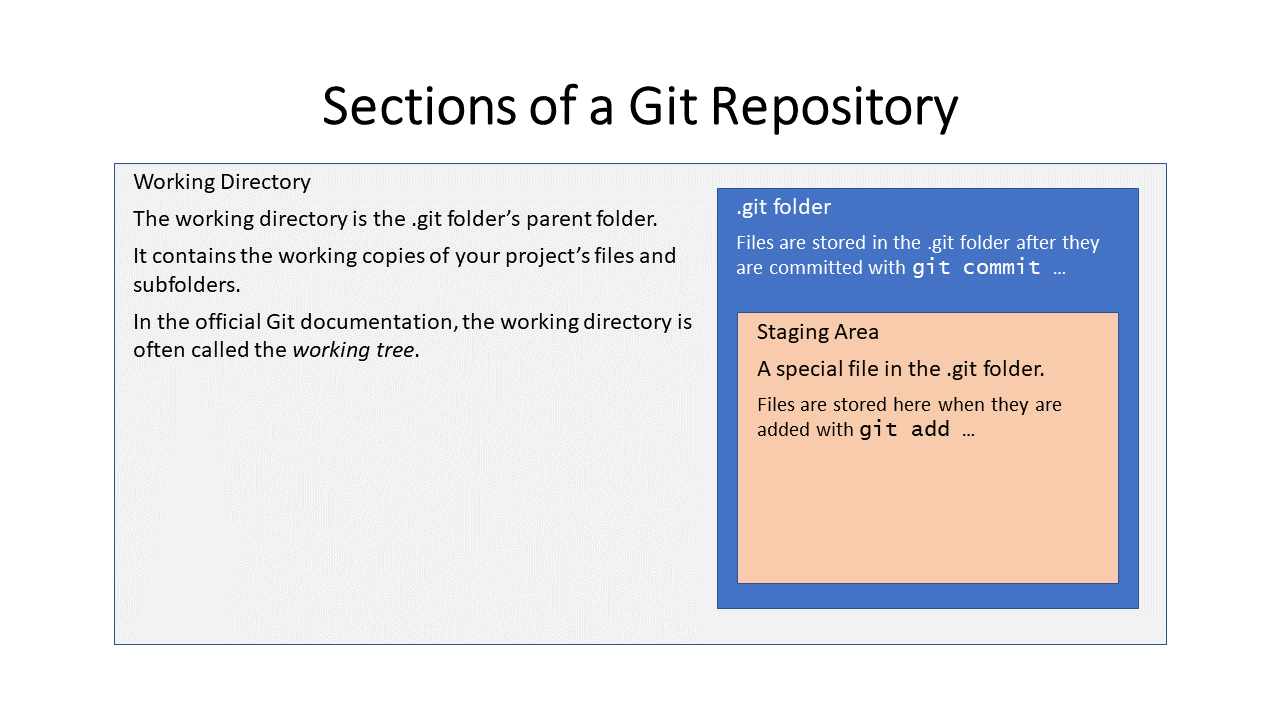 Sections of a Git Repository
Working Directory
The working directory is the .git folder’s parent folder.
It contains the working copies of your project’s files and
subfolders.
In the official Git documentation, the working directory is
often called the working tree.
.git folder
Files are stored in the .git folder after they
are committed with git commit …
Staging Area
A special file in the .git folder.
Files are stored here when they are
added with git add …